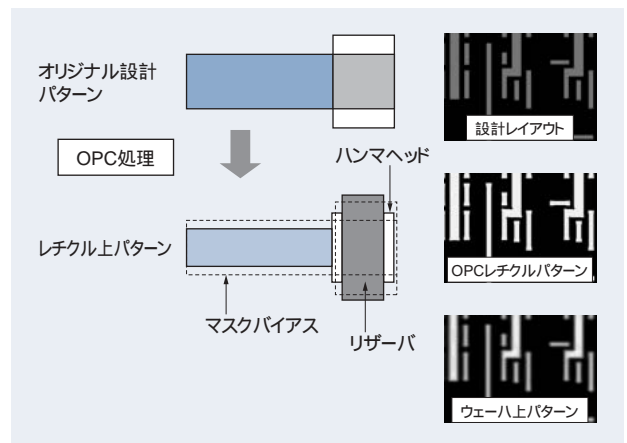 オリジナル設計
パターン
OPC処理
ハンマヘッド
レチクル上パターン
マスクバイアス
リザーバ
設計レイアウト
OPCレチクルパターン
ウェーハ上パターン